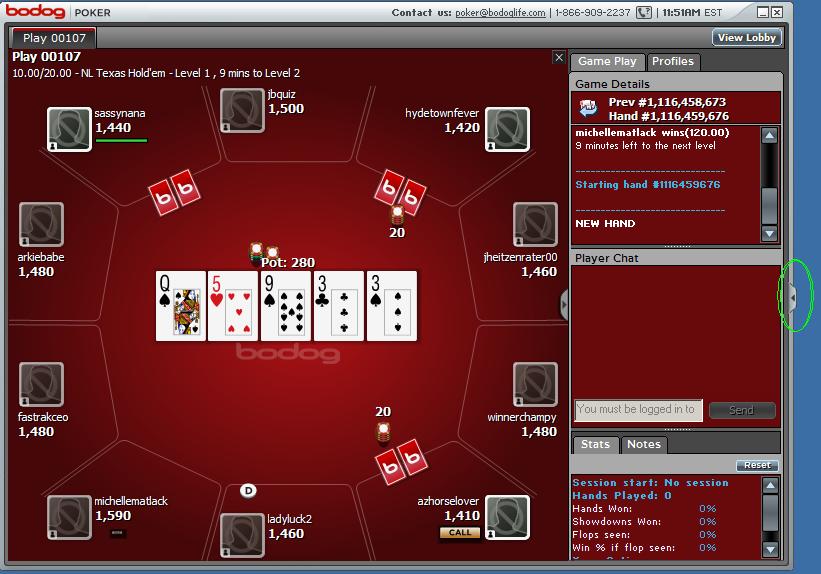 bodog POKER
Contact us: poker@bodoglife.com | 1-866-909-2237 | 11:51AM EST
Play 00107
View Lobby
Play 00107
10.00/20.00 - NL Texas Hold'em - Level 1 , 9 mins to Level 2
sassynana
1,440
jbquiz
1,500
hydetownfever
1,420
arkiebabe
1,480
jheitzenrater00
1,460
20
Pot: 280
Q
5
9
3
3
bodog
fastrakceo
1,480
winnerchampy
1,480
20
michellematlack
1,590
D
ladyluck2
1,460
azhorselover
1,410
CALL
Game Play
Profiles
Game Details
Prev #1,116,458,673
Hand #1,116,459,676
michellematlack wins(120.00)
9 minutes left to the next level
------------------------------
Starting hand #1116459676
------------------------------
NEW HAND
Player Chat
You must be logged in to
Send
Stats
Notes
Reset
Session start: No session
Hands Played: 0
Hands Won: 0%
Showdowns Won: 0%
Flops seen: 0%
Win % if flop seen: 0%